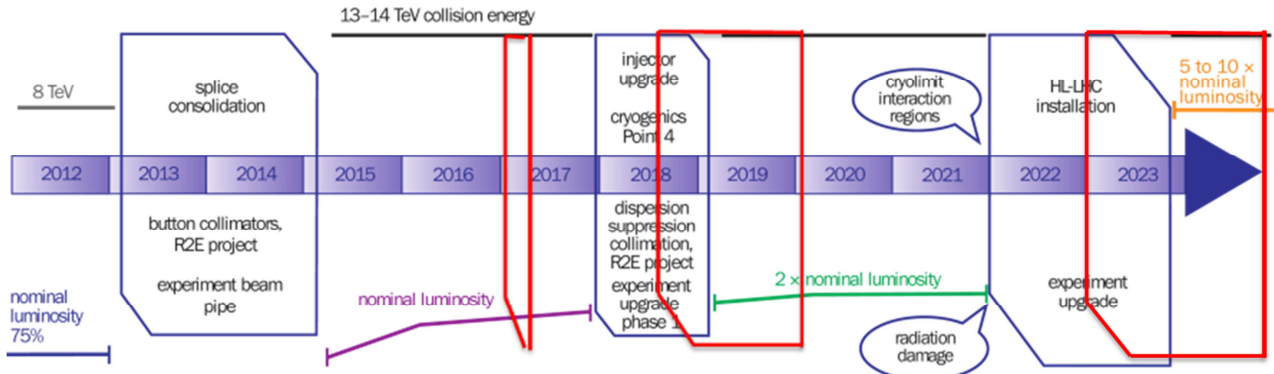 13–14 TeV collision energy
8 TeV
splice
consolidation
injector
upgrade
cryogenics
Point 4
cryolimit
interaction
regions
HL-LHC
installation
5 to 10 ×
nominal
luminosity
2012 2013 2014 2015 2016 2017 2018 2019 2020 2021 2022 2023
button collimators,
R2E project
experiment beam
pipe
dispersion
suppression
collimation,
R2E project
experiment
upgrade
phase 1
nominal
luminosity
75%
nominal luminosity
2 × nominal luminosity
experiment
upgrade
radiation
damage